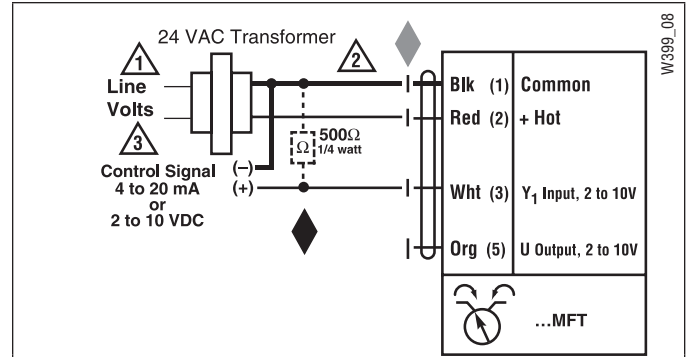 W399_08
24 VAC Transformer
1
2
Line
Volts
3
Blk (1) Common
Red (2) + Hot
500Ω
Ω
1/4 watt
Control Signal
4 to 20 mA
or
2 to 10 VDC
(–)
(+)
Wht (3) Y₁ Input, 2 to 10V
Org (5) U Output, 2 to 10V
...MFT